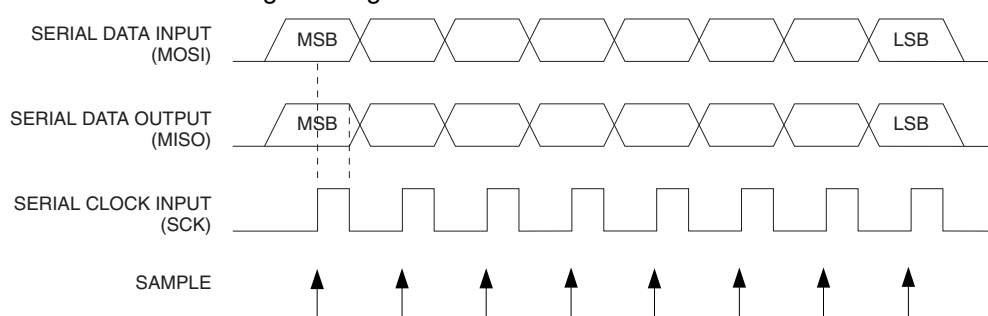 SERIAL DATA INPUT
(MOSI)
MSB
LSB
SERIAL DATA OUTPUT
(MISO)
MSB
LSB
SERIAL CLOCK INPUT
(SCK)
SAMPLE